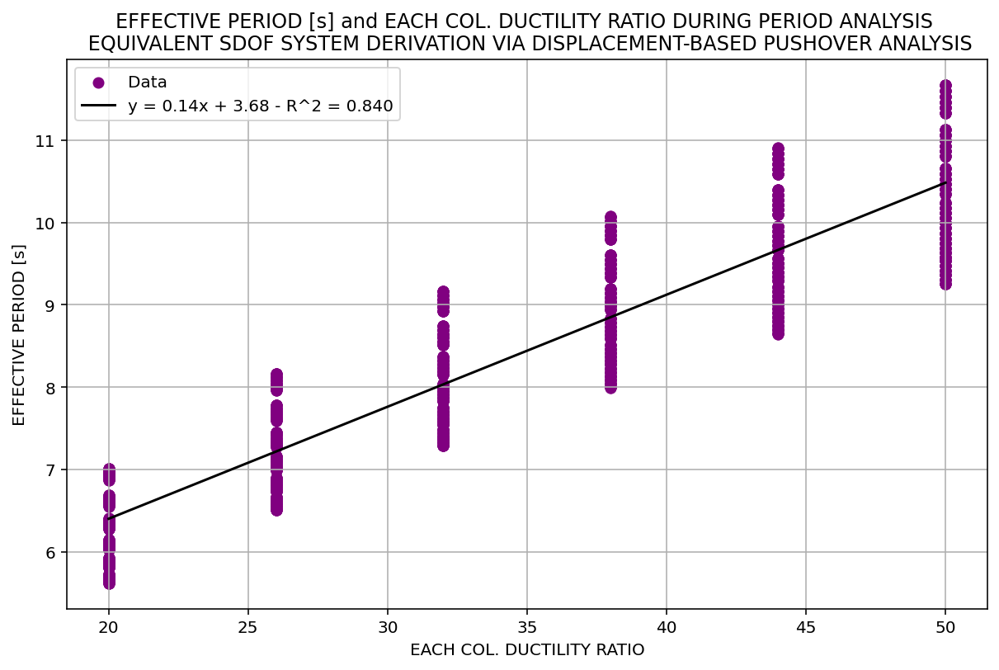 EFFECTIVE PERIOD [s] and EACH COL. DUCTILITY RATIO DURING PERIOD ANALYSIS
EQUIVALENT SDOF SYSTEM DERIVATION VIA DISPLACEMENT-BASED PUSHOVER ANALYSIS
Data
y = 0.14x + 3.68 - R^2 = 0.840
EFFECTIVE PERIOD [s]
11
10
9
8
7
6
20
25
30
35
40
45
50
EACH COL. DUCTILITY RATIO